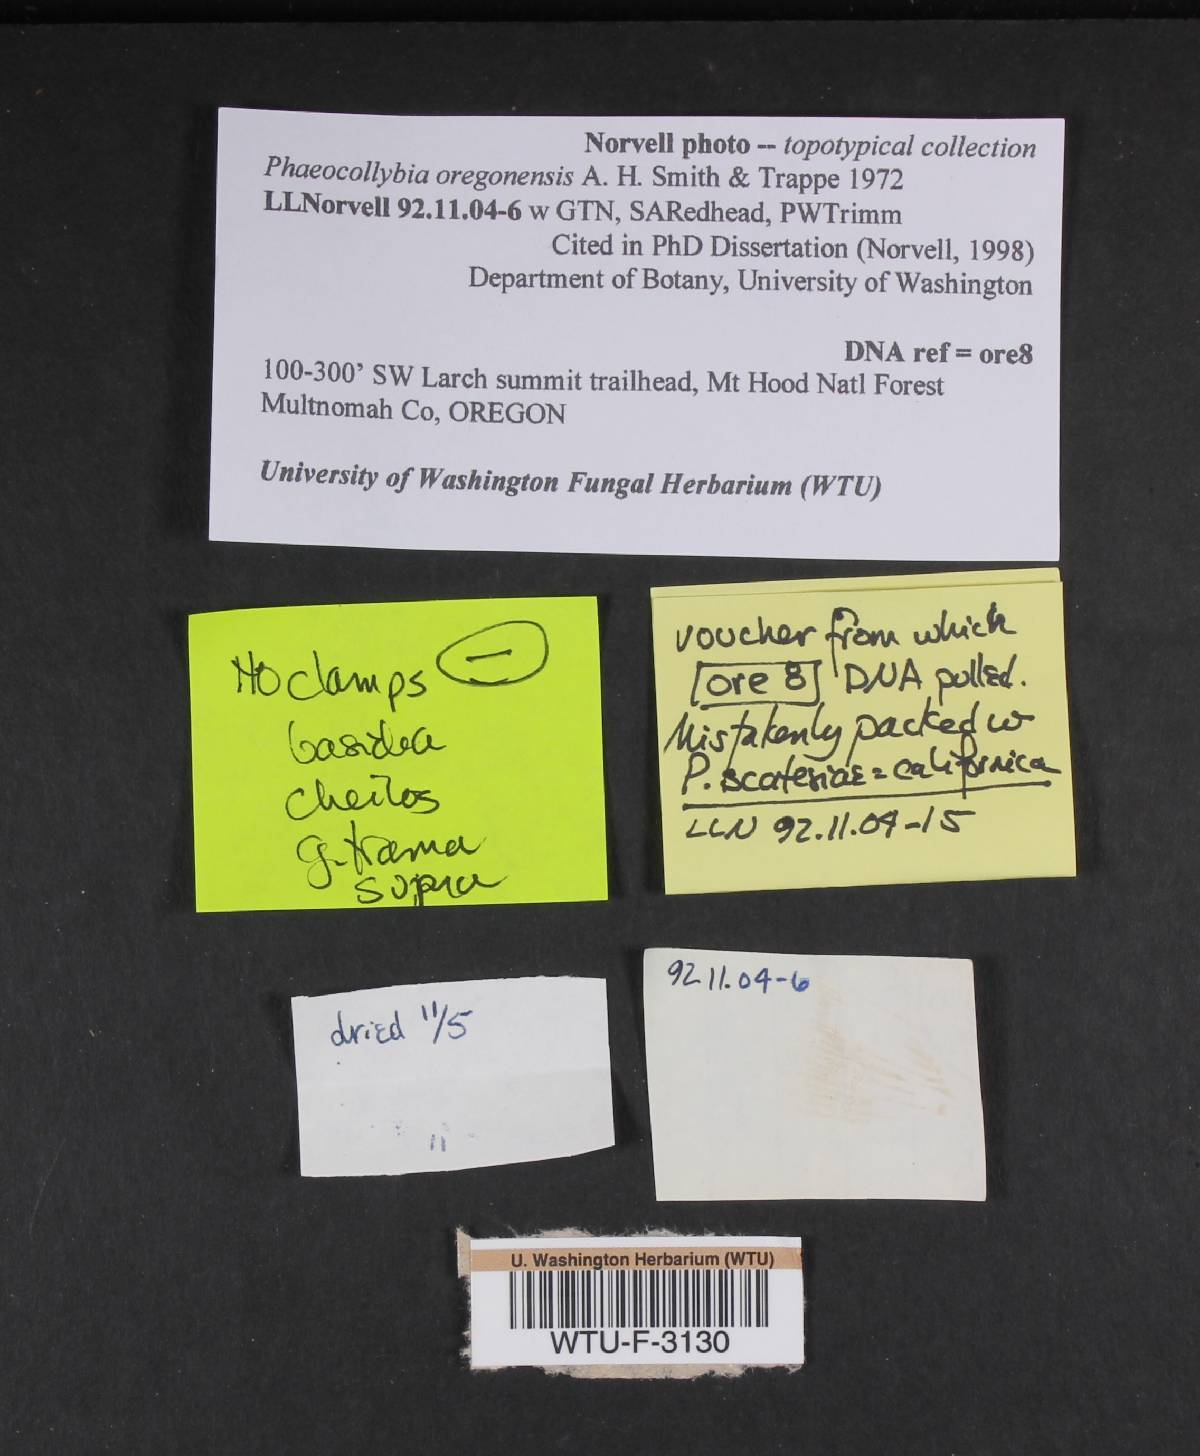 Norvell photo -- topotypical collection
Phaeocollybia oregonensis A. H. Smith & Trappe 1972
LLNorvell 92.11.04-6 w GTN, SARedhead, PWTrimm
Cited in PhD Dissertation (Norvell, 1998)
Department of Botany, University of Washington
DNA ref = ore8
100-300' SW Larch summit trailhead, Mt Hood Natl Forest
Multnomah Co, OREGON
University of Washington Fungal Herbarium (WTU)
No clamps –
basidia
cheilos
g. trama
supra
voucher from which
[ore 8] DNA pulled.
Mistakenly packed w
P. scatesiae = californica
LLN 92.11.04-15
dried 11/5
"
92 11.04-6
U. Washington Herbarium (WTU)
WTU-F-3130